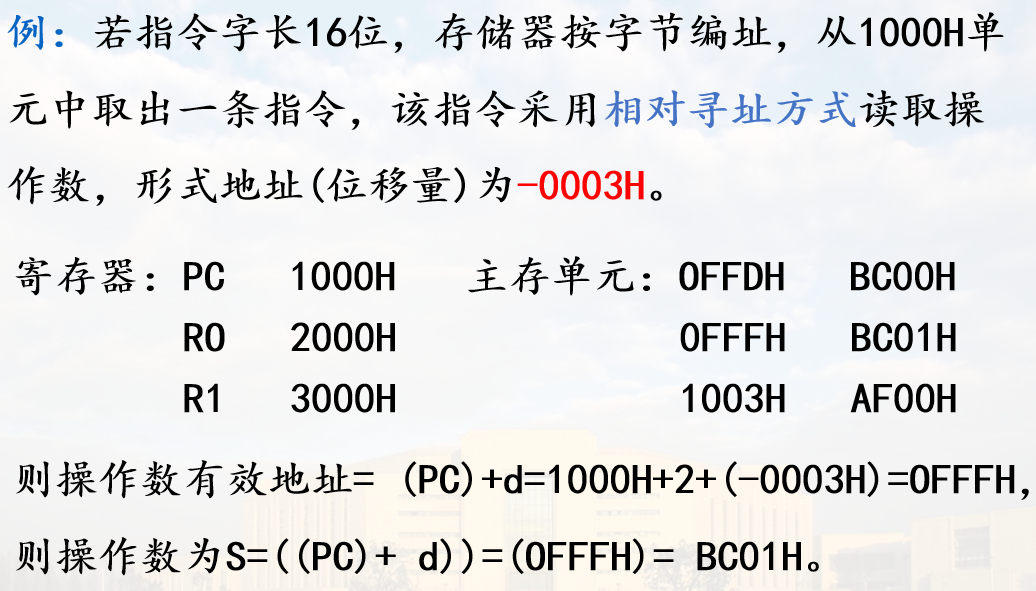 例：若指令字长16位，存储器按字节编址，从1000H单
元中取出一条指令，该指令采用相对寻址方式读取操
作数，形式地址(位移量)为-0003H。
寄存器：PC 1000H 主存单元：0FFDH BC00H
R0 2000H 0FFFH BC01H
R1 3000H 1003H AF00H
则操作数有效地址= (PC)+d=1000H+2+(-0003H)=0FFFH，
则操作数为S=((PC)+ d))=(0FFFH)= BC01H。